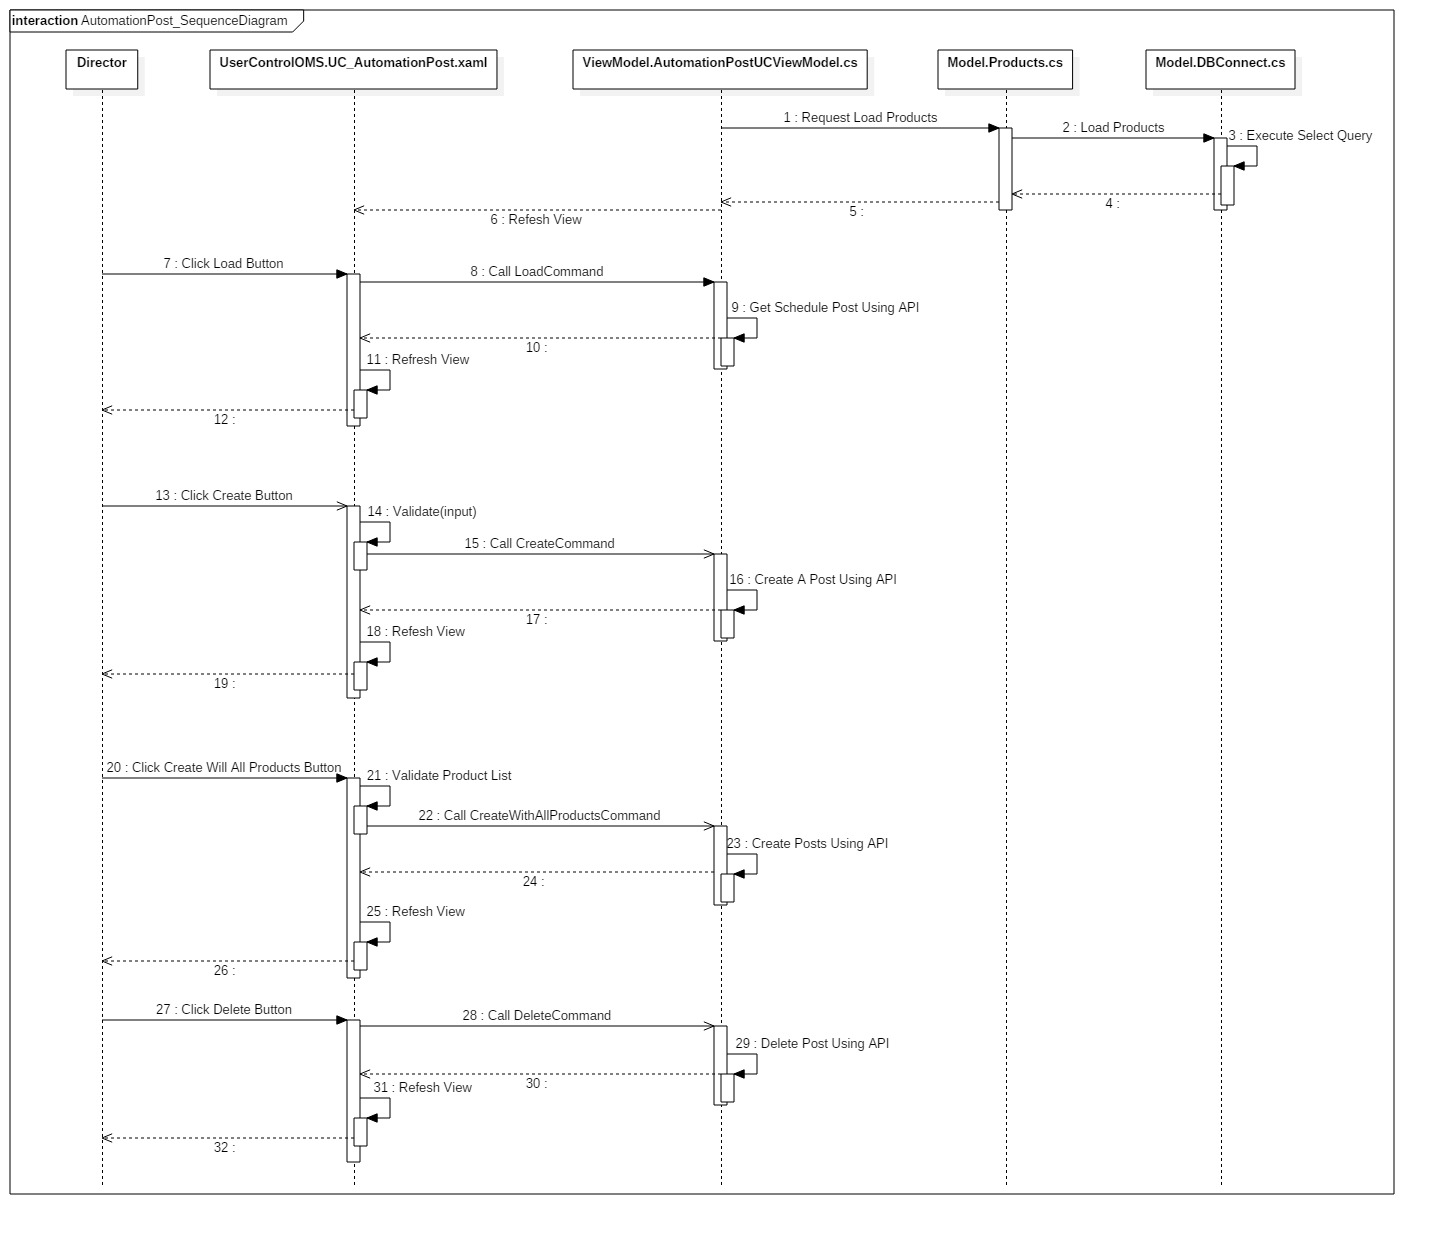 interaction AutomationPost_SequenceDiagram
Director
UserControlOMS.UC_AutomationPost.xaml
ViewModel.AutomationPostUCViewModel.cs
Model.Products.cs
Model.DBConnect.cs
1 : Request Load Products
2 : Load Products
3 : Execute Select Query
4 :
5 :
6 : Refesh View
7 : Click Load Button
8 : Call LoadCommand
9 : Get Schedule Post Using API
10 :
11 : Refresh View
12 :
13 : Click Create Button
14 : Validate(input)
15 : Call CreateCommand
16 : Create A Post Using API
17 :
18 : Refesh View
19 :
20 : Click Create Will All Products Button
21 : Validate Product List
22 : Call CreateWithAllProductsCommand
23 : Create Posts Using API
24 :
25 : Refesh View
26 :
27 : Click Delete Button
28 : Call DeleteCommand
29 : Delete Post Using API
30 :
31 : Refesh View
32 :